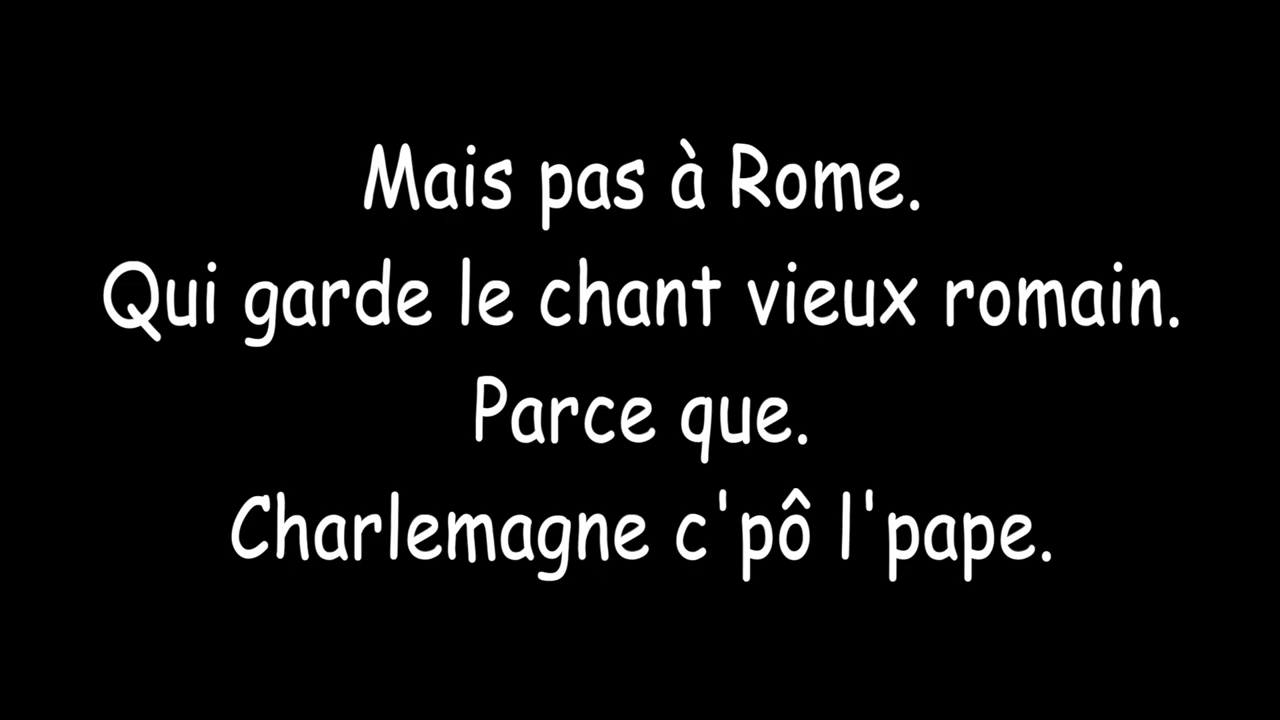 Mais pas à Rome.
Qui garde le chant vieux romain.
Parce que.
Charlemagne c'pô l'pape.